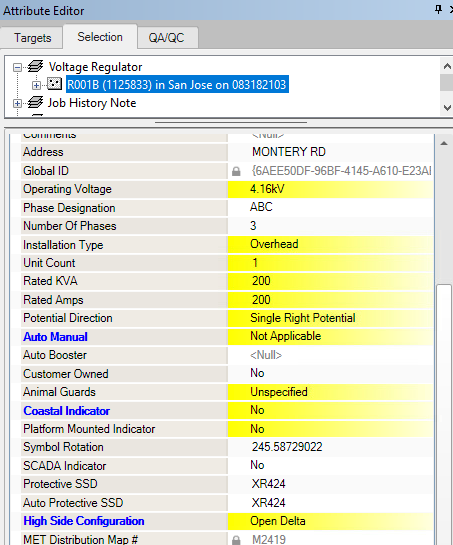 Attribute Editor
Targets Selection QA/QC
Voltage Regulator
R001B (1125833) in San Jose on 083182103
Job History Note
Comments <Null>
Address MONTERY RD
Global ID {6AEE50DF-96BF-4145-A610-E23AD
Operating Voltage 4.16kV
Phase Designation ABC
Number Of Phases 3
Installation Type Overhead
Unit Count 1
Rated KVA 200
Rated Amps 200
Potential Direction Single Right Potential
Auto Manual Not Applicable
Auto Booster <Null>
Customer Owned No
Animal Guards Unspecified
Coastal Indicator No
Platform Mounted Indicator No
Symbol Rotation 245.58729022
SCADA Indicator No
Protective SSD XR424
Auto Protective SSD XR424
High Side Configuration Open Delta
MET Distribution Map # M2419